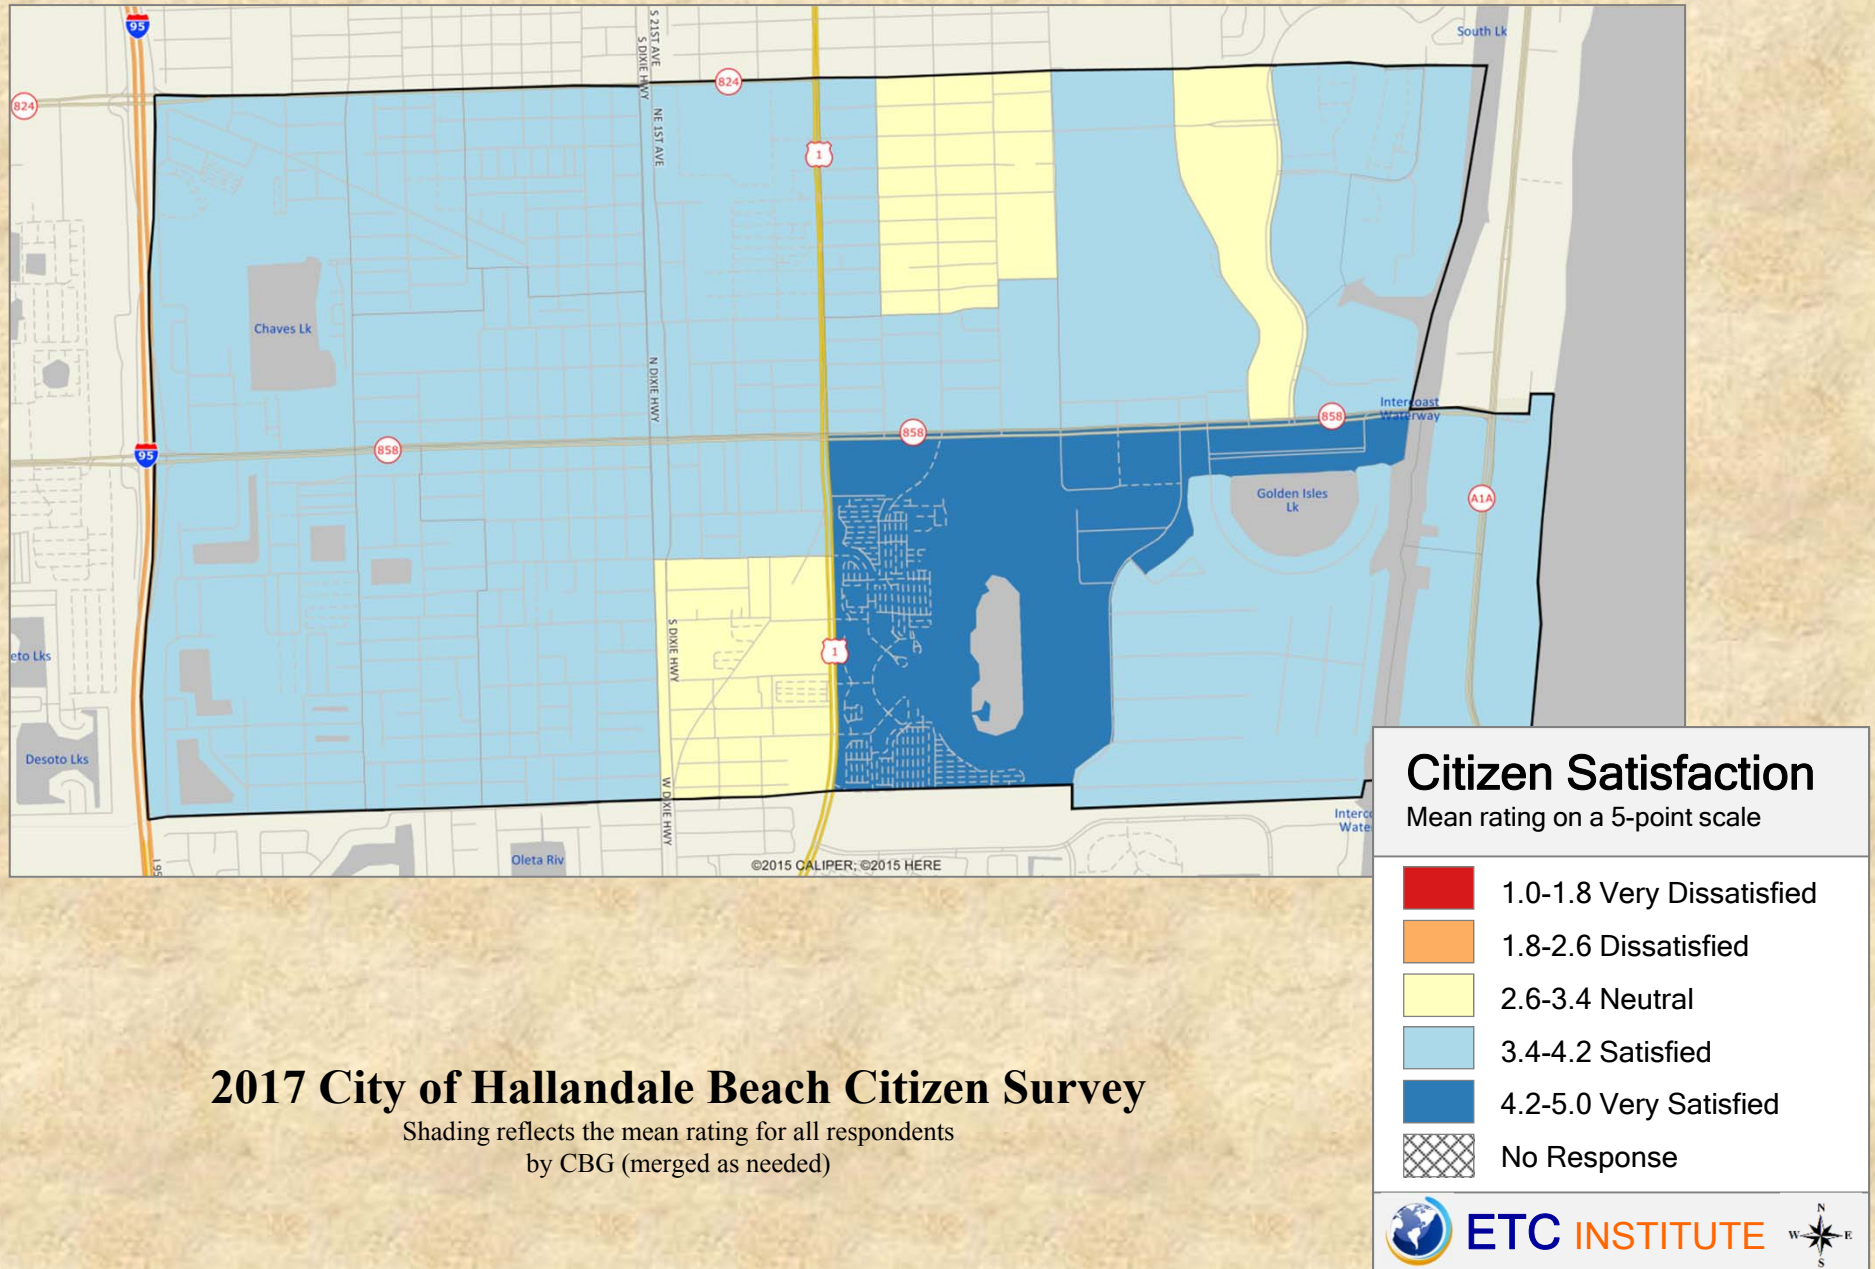 95
S 21ST AVE
S DIXIE HWY
South Lk
824
824
NE 1ST AVE
1
Chaves Lk
N DIXIE HWY
Intercoast
Waterway
858
858
858
95
Golden Isles
Lk
A1A
S DIXIE HWY
1
eto Lks
Desoto Lks
W DIXIE HWY
Interco
Wate
Oleta Riv
I 95
©2015 CALIPER; ©2015 HERE
Citizen Satisfaction
Mean rating on a 5-point scale
1.0-1.8 Very Dissatisfied
1.8-2.6 Dissatisfied
2.6-3.4 Neutral
3.4-4.2 Satisfied
4.2-5.0 Very Satisfied
No Response
2017 City of Hallandale Beach Citizen Survey
Shading reflects the mean rating for all respondents
by CBG (merged as needed)
ETC INSTITUTE
N
W E
S